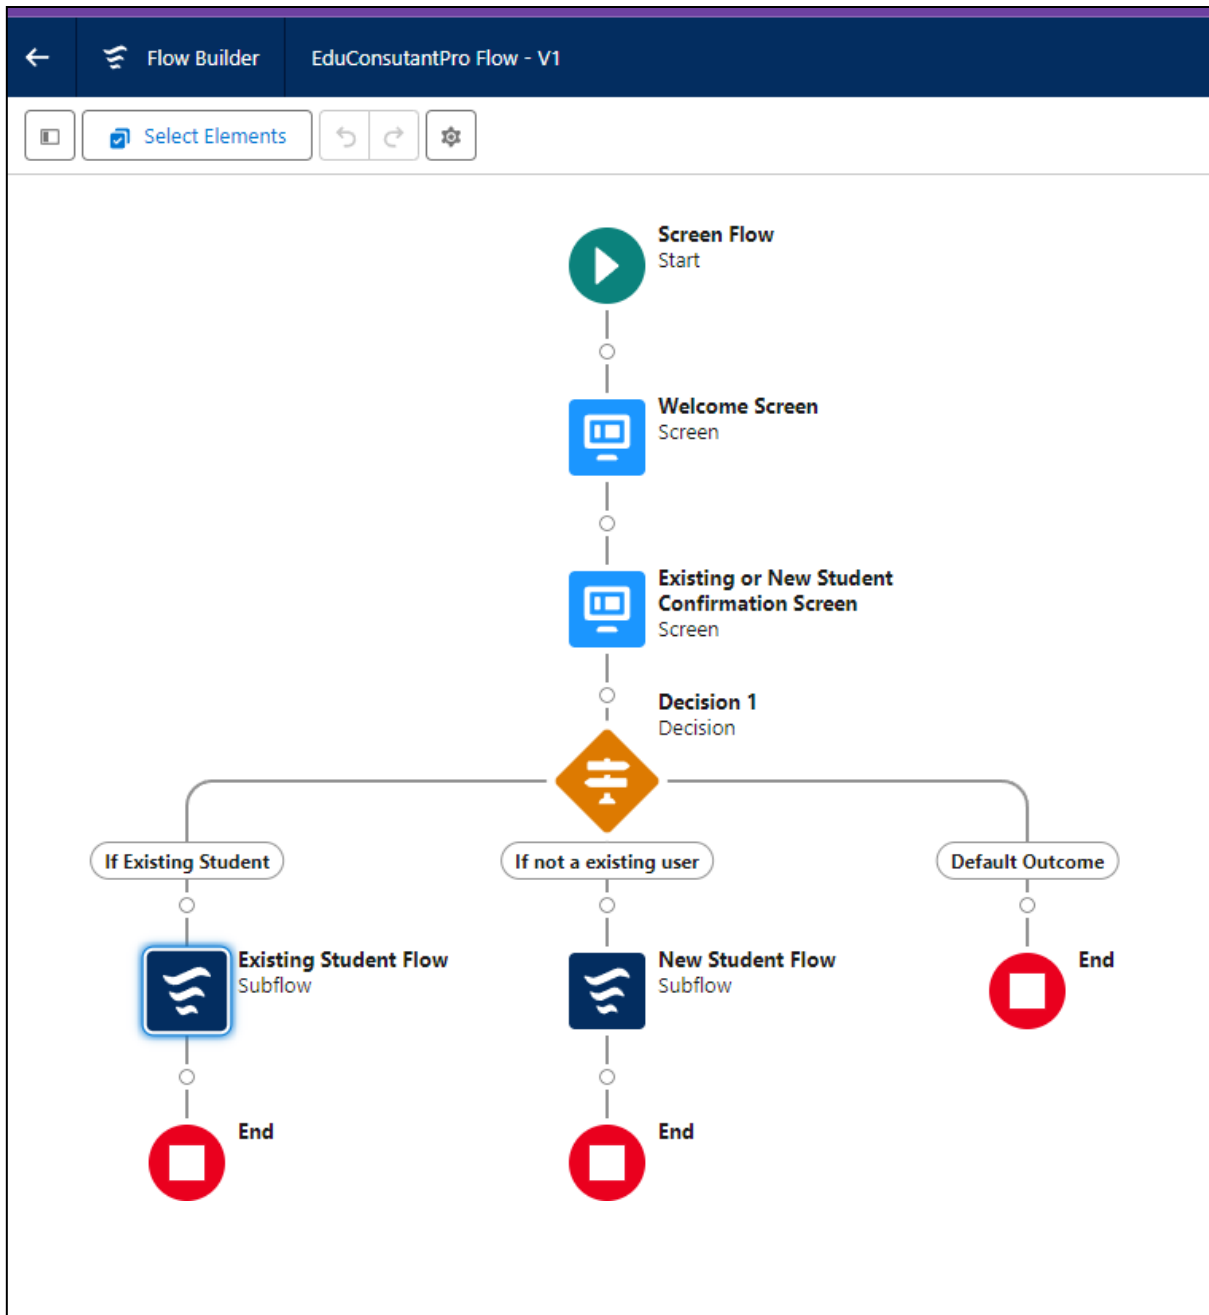 Flow Builder
EduConsutantPro Flow - V1
Select Elements
Screen Flow
Start
Welcome Screen
Screen
Existing or New Student
Confirmation Screen
Screen
Decision 1
Decision
If Existing Student
If not a existing user
Default Outcome
Existing Student Flow
Subflow
New Student Flow
Subflow
End
End
End